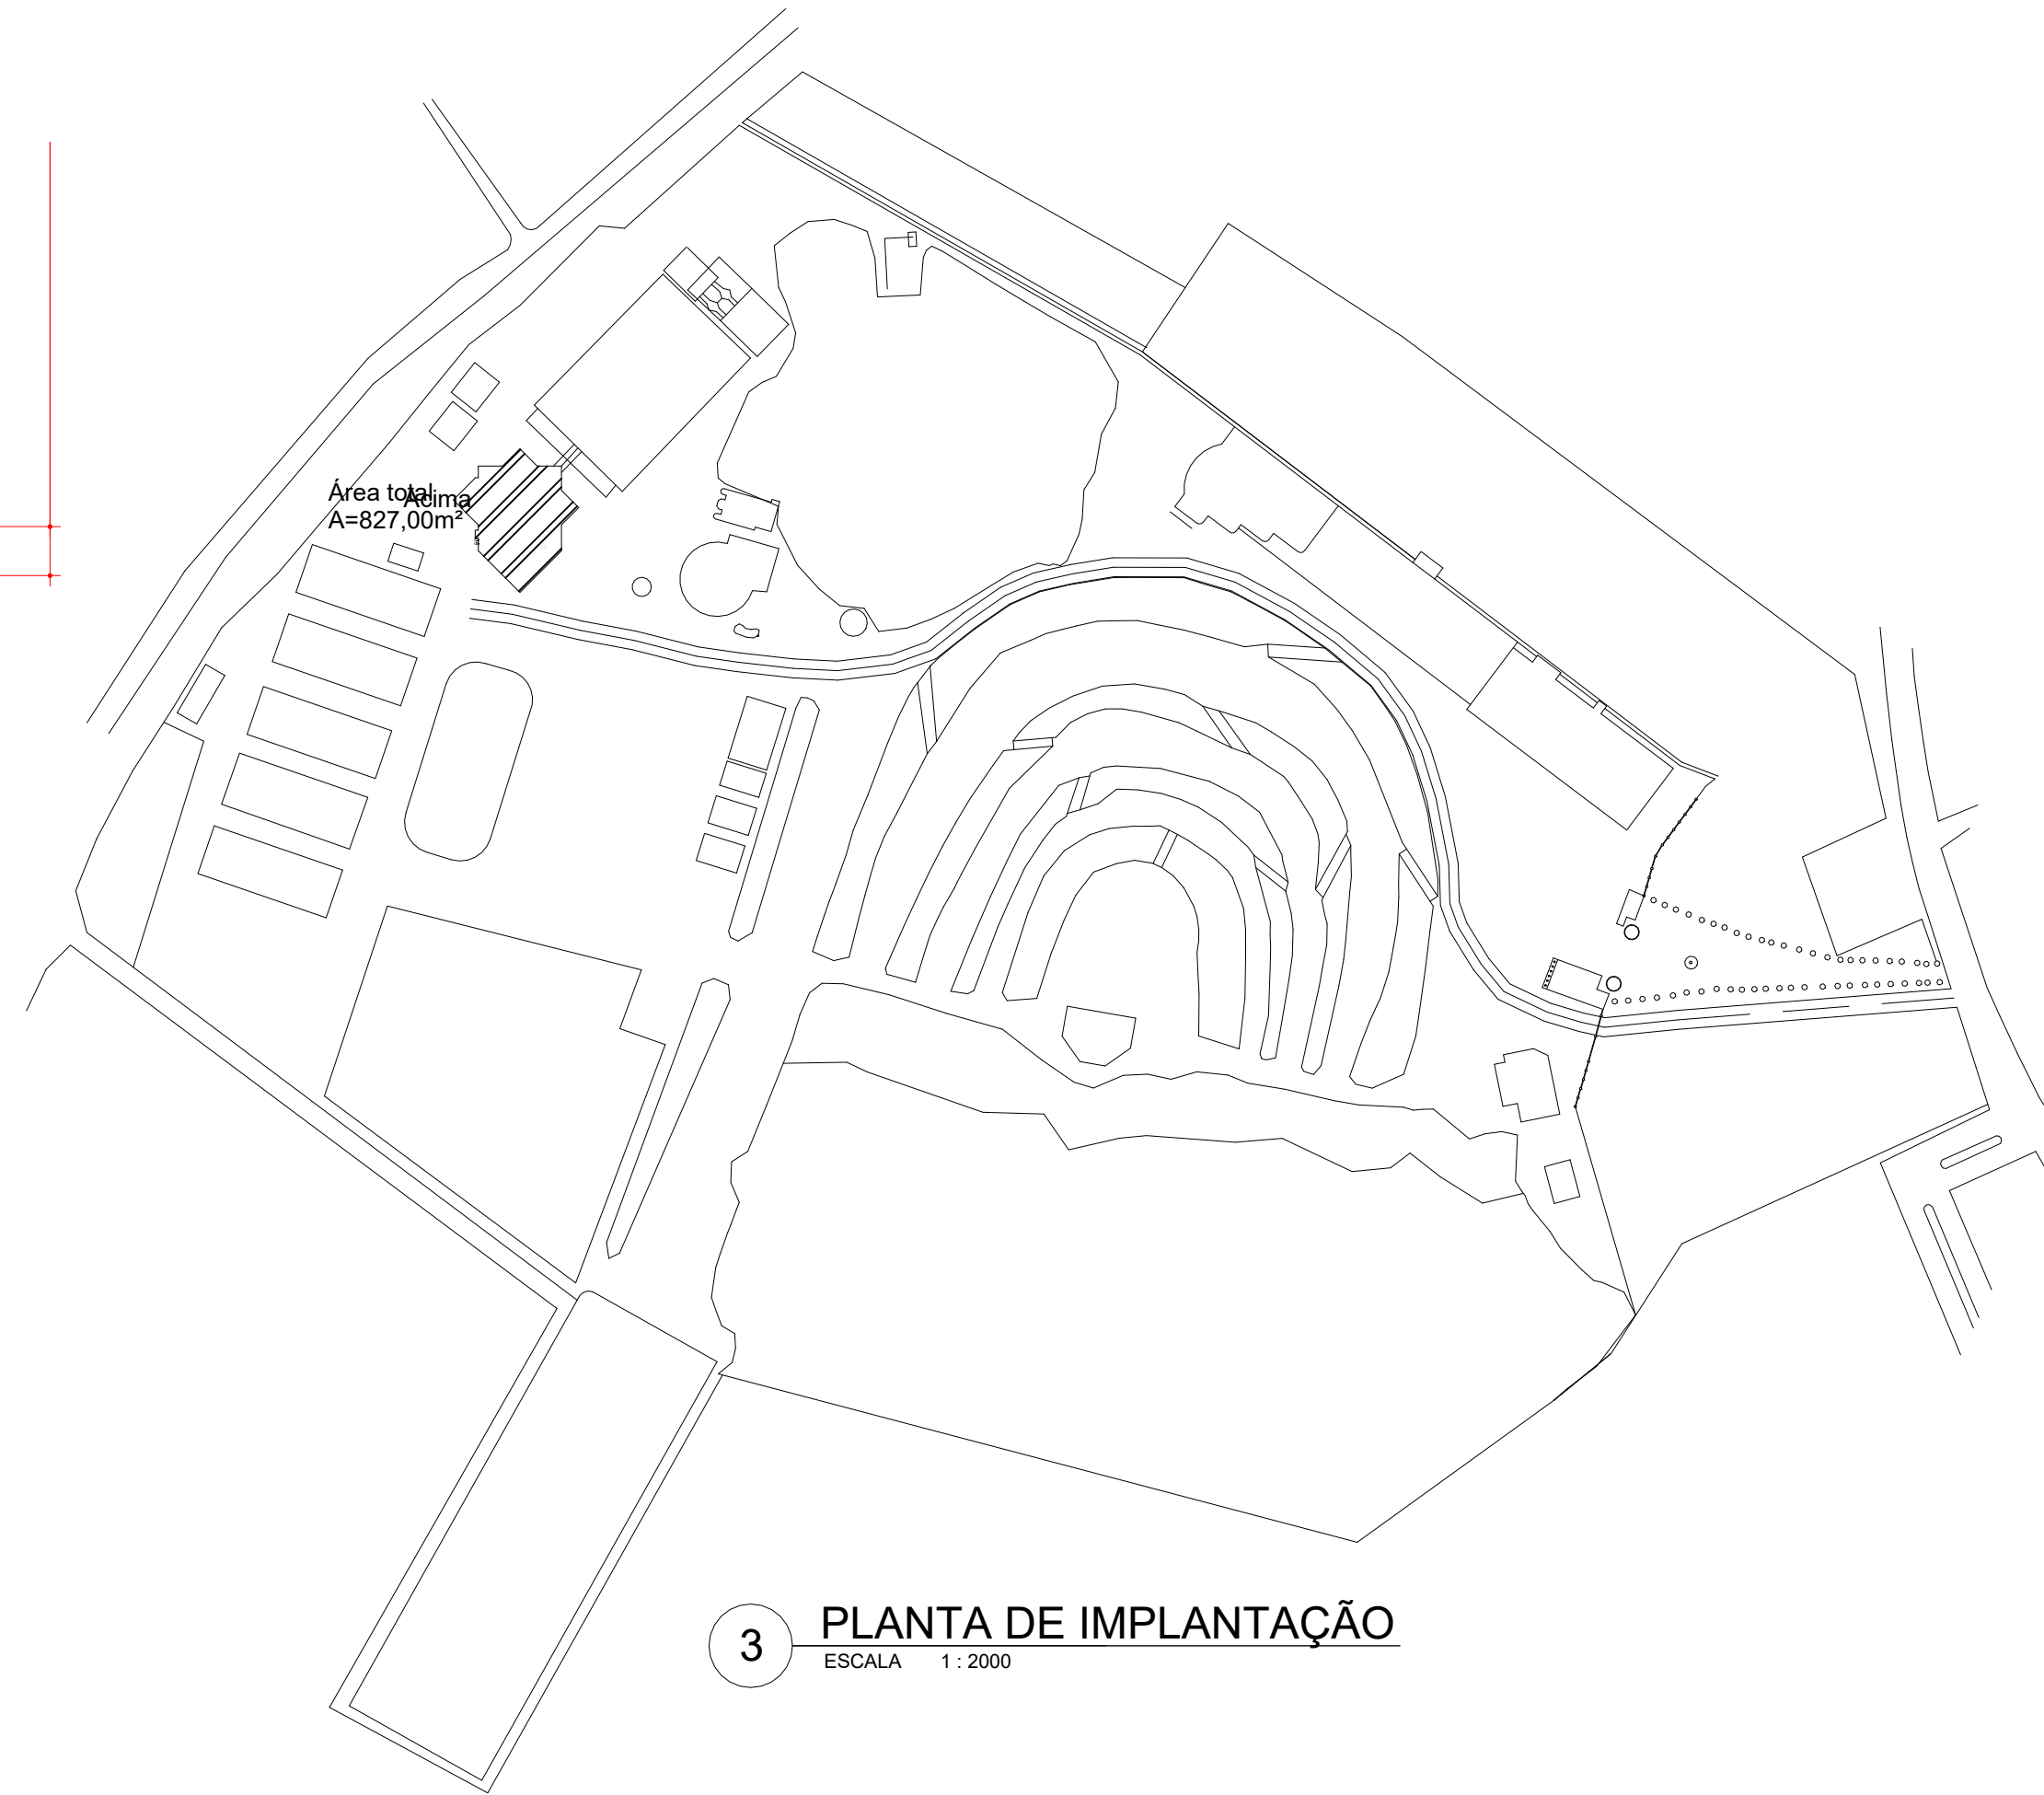 Área total
Acima
A=827,00m²
3
PLANTA DE IMPLANTAÇÃO
ESCALA 1 : 2000